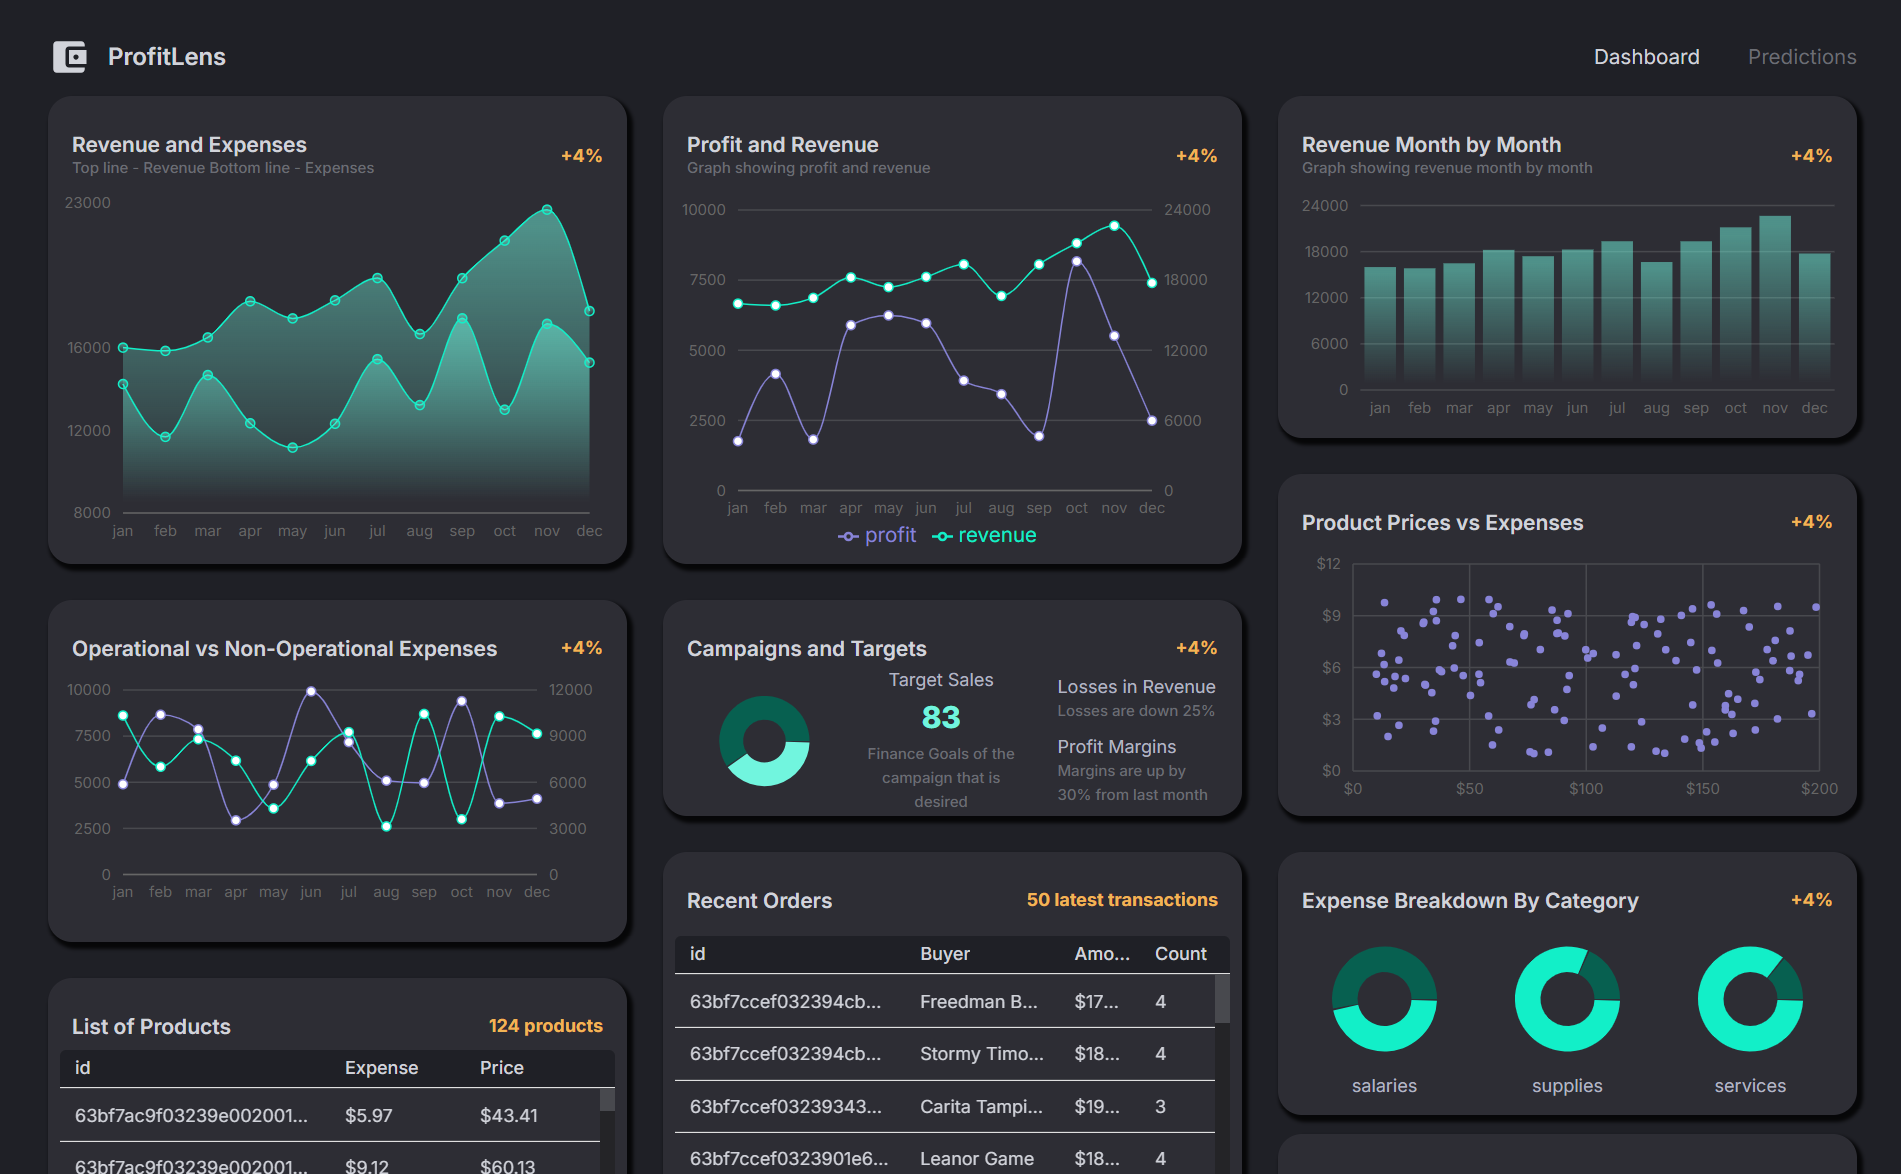 ProfitLens
Dashboard
Predictions
Revenue and Expenses
Top line - Revenue Bottom line - Expenses
+4%
23000
16000
12000
8000
jan feb mar apr may jun jul aug sep oct nov dec
Profit and Revenue
Graph showing profit and revenue
+4%
10000
7500
5000
2500
0
24000
18000
12000
6000
0
jan feb mar apr may jun jul aug sep oct nov dec
profit revenue
Revenue Month by Month
Graph showing revenue month by month
+4%
24000
18000
12000
6000
0
jan feb mar apr may jun jul aug sep oct nov dec
Operational vs Non-Operational Expenses
+4%
10000
7500
5000
2500
0
12000
9000
6000
3000
0
jan feb mar apr may jun jul aug sep oct nov dec
Campaigns and Targets
+4%
Target Sales
83
Finance Goals of the
campaign that is
desired
Losses in Revenue
Losses are down 25%
Profit Margins
Margins are up by
30% from last month
Product Prices vs Expenses
+4%
$12
$9
$6
$3
$0
$0 $50 $100 $150 $200
List of Products
124 products
id Expense Price
63bf7ac9f03239e002001... $5.97 $43.41
63bf7ac9f03239e002001... $9.12 $60.13
Recent Orders
50 latest transactions
id Buyer Amo... Count
63bf7ccef032394cb... Freedman B... $17... 4
63bf7ccef032394cb... Stormy Timo... $18... 4
63bf7ccef03239343... Carita Tampi... $19... 3
63bf7ccef0323901e6... Leanor Game $18... 4
Expense Breakdown By Category
+4%
salaries supplies services